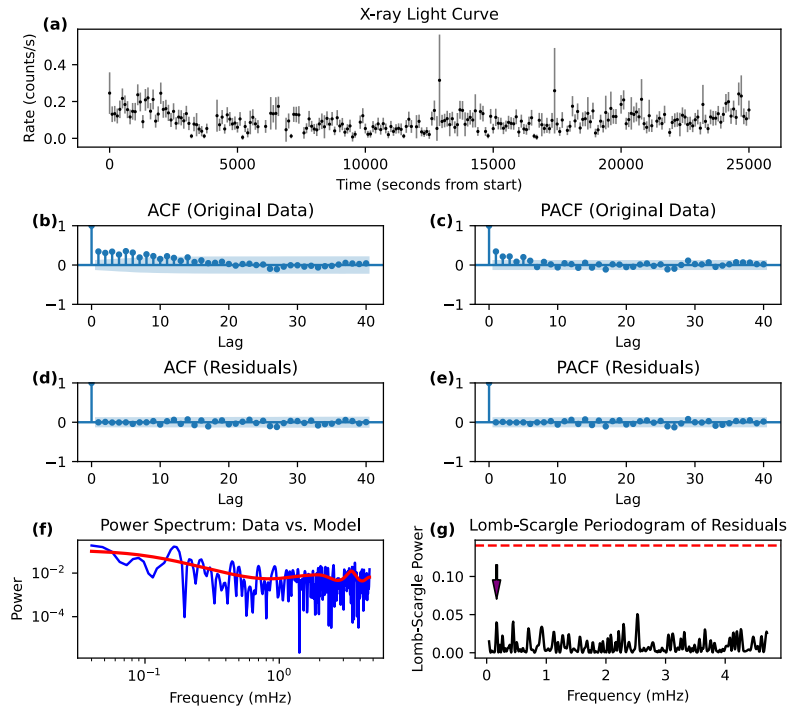 (a)
X-ray Light Curve
Rate (counts/s)
0.4
0.2
0.0
0 5000 10000 15000 20000 25000
Time (seconds from start)
(b)
ACF (Original Data)
1
0
−1
0 10 20 30 40
Lag
(c)
PACF (Original Data)
1
0
−1
0 10 20 30 40
Lag
(d)
ACF (Residuals)
1
0
−1
0 10 20 30 40
Lag
(e)
PACF (Residuals)
1
0
−1
0 10 20 30 40
Lag
(f)
Power Spectrum: Data vs. Model
Power
10⁻²
10⁻⁴
10⁻¹ 10⁰
Frequency (mHz)
(g)
Lomb-Scargle Periodogram of Residuals
Lomb-Scargle Power
0.10
0.05
0.00
0 1 2 3 4
Frequency (mHz)